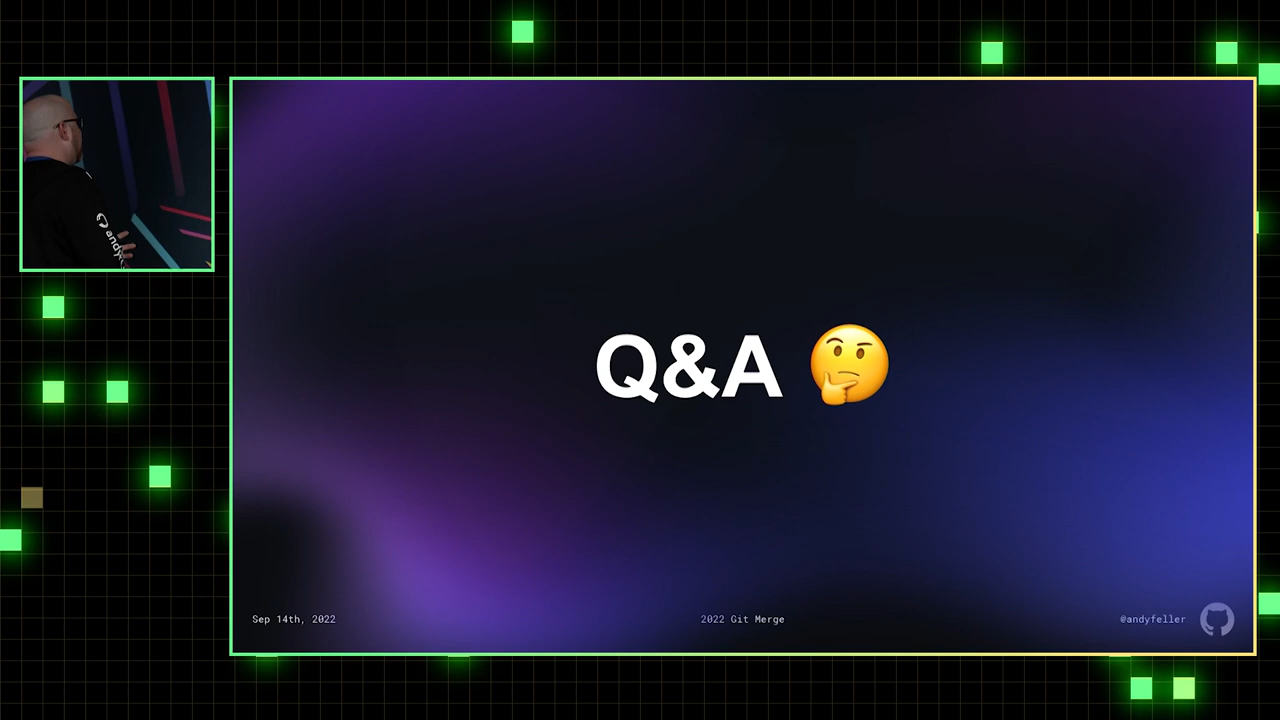 Q&A 🤔
Sep 14th, 2022
2022 Git Merge
@andyfeller